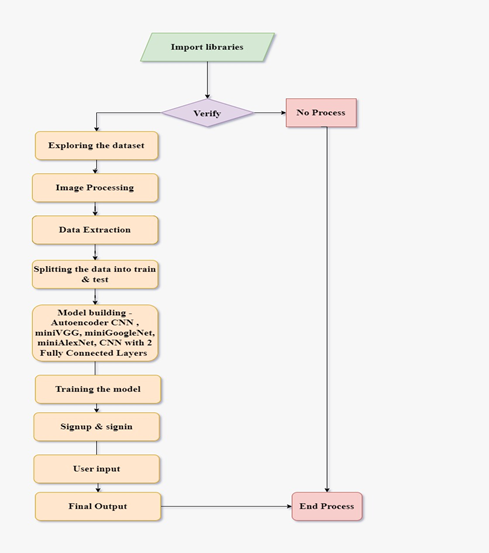 Import libraries
Verify
No Process
Exploring the dataset
Image Processing
Data Extraction
Splitting the data into train
& test
Model building -
Autoencoder CNN ,
miniVGG, miniGoogleNet,
miniAlexNet, CNN with 2
Fully Connected Layers
Training the model
Signup & signin
User input
Final Output
End Process